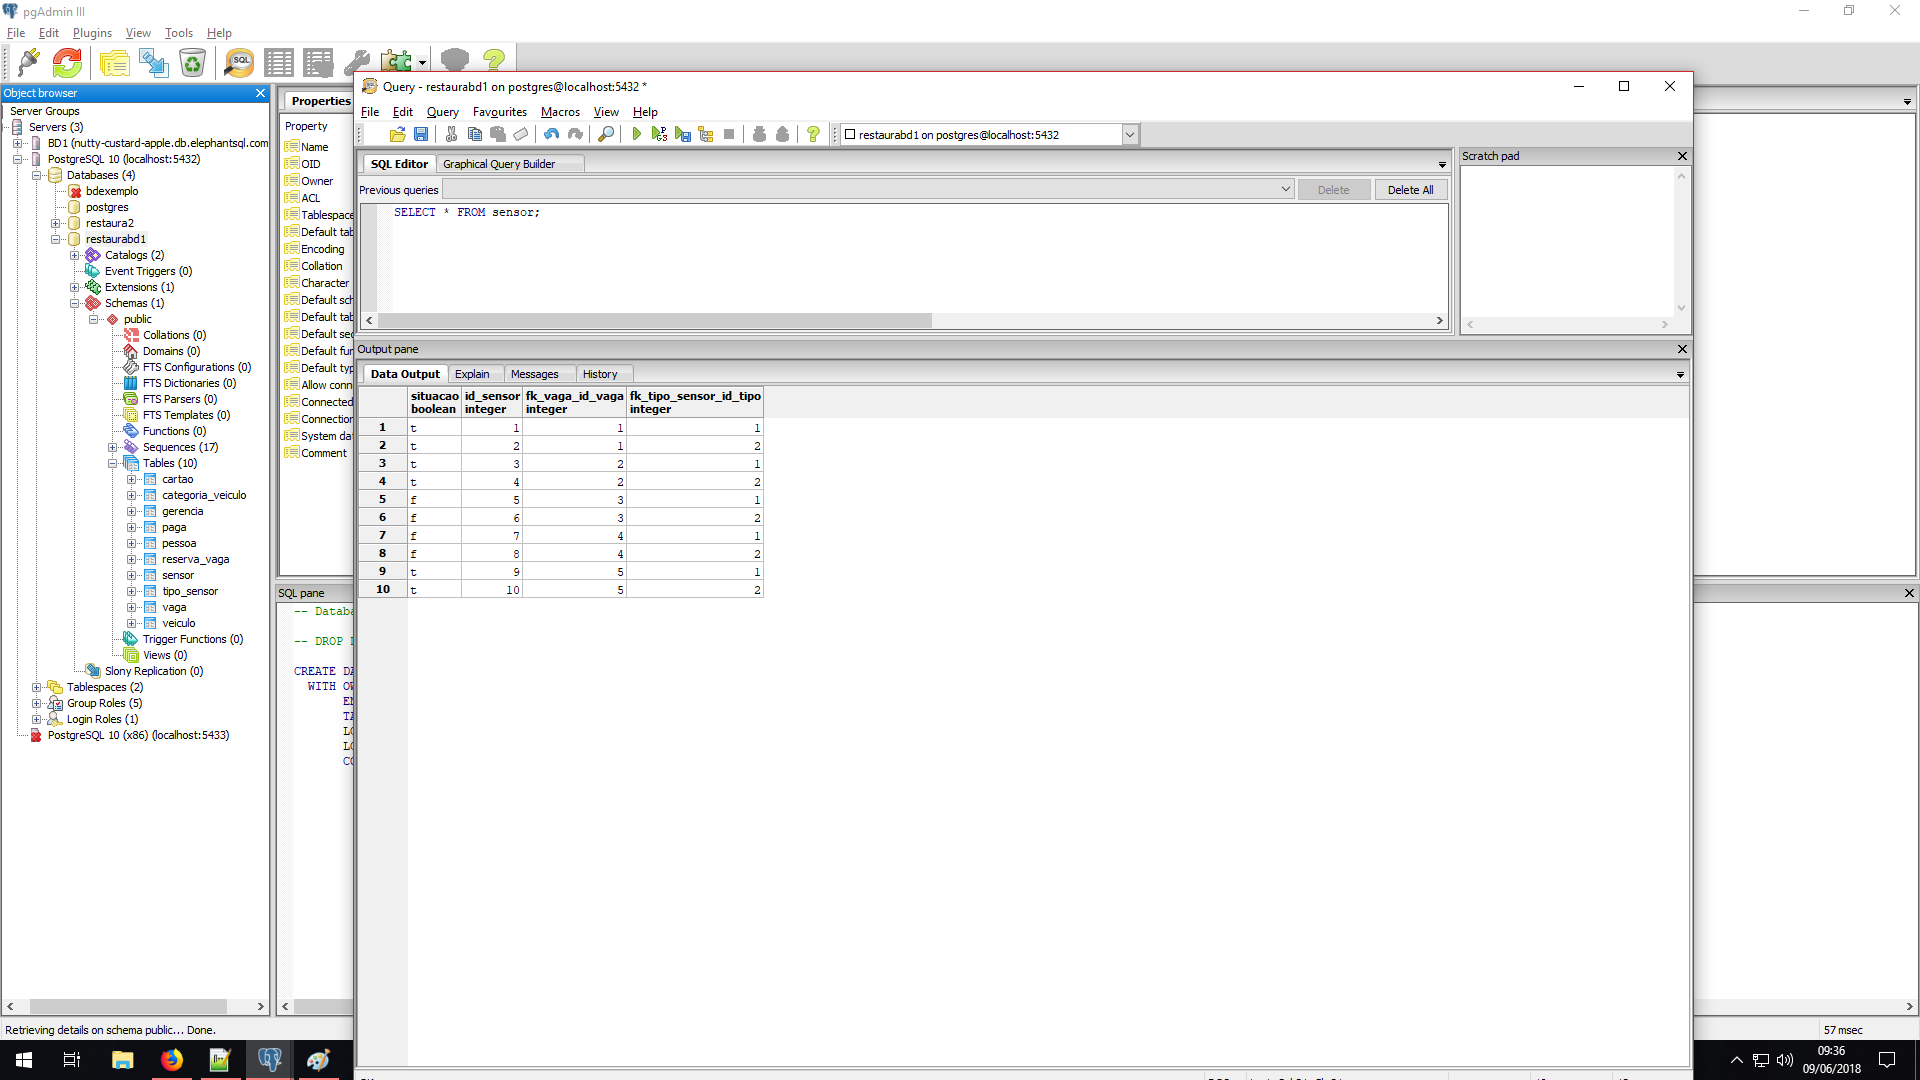 pgAdmin III
File Edit Plugins View Tools Help
SQL
Object browser
Server Groups
Servers (3)
BD1 (nutty-custard-apple.db.elephantsql.com
PostgreSQL 10 (localhost:5432)
Databases (4)
bdexemplo
postgres
restaura2
restaurabd1
Catalogs (2)
Event Triggers (0)
Extensions (1)
Schemas (1)
public
Collations (0)
Domains (0)
FTS Configurations (0)
FTS Dictionaries (0)
FTS Parsers (0)
FTS Templates (0)
Functions (0)
Sequences (17)
Tables (10)
cartao
categoria_veiculo
gerencia
paga
pessoa
reserva_vaga
sensor
tipo_sensor
vaga
veiculo
Trigger Functions (0)
Views (0)
Slony Replication (0)
Tablespaces (2)
Group Roles (5)
Login Roles (1)
PostgreSQL 10 (x86) (localhost:5433)
Properties
Property
Name
OID
Owner
ACL
Tablespace
Default tab
Encoding
Collation
Character
Default sch
Default tab
Default sec
Default fur
Default typ
Allow conn
Connected
Connection
System dat
Comment
SQL pane
-- Databa
-- DROP D
CREATE DA
WITH OW
EN
TA
LC
LC
CO
Query - restaurabd1 on postgres@localhost:5432 *
File Edit Query Favourites Macros View Help
restaurabd1 on postgres@localhost:5432
SQL Editor Graphical Query Builder
Previous queries Delete Delete All
SELECT * FROM sensor;
Scratch pad
Output pane
Data Output Explain Messages History
situacao boolean id_sensor integer fk_vaga_id_vaga integer fk_tipo_sensor_id_tipo integer
1 t 1 1 1
2 t 2 1 2
3 t 3 2 1
4 t 4 2 2
5 f 5 3 1
6 f 6 3 2
7 f 7 4 1
8 f 8 4 2
9 t 9 5 1
10 t 10 5 2
Retrieving details on schema public... Done.
57 msec
09:36
09/06/2018